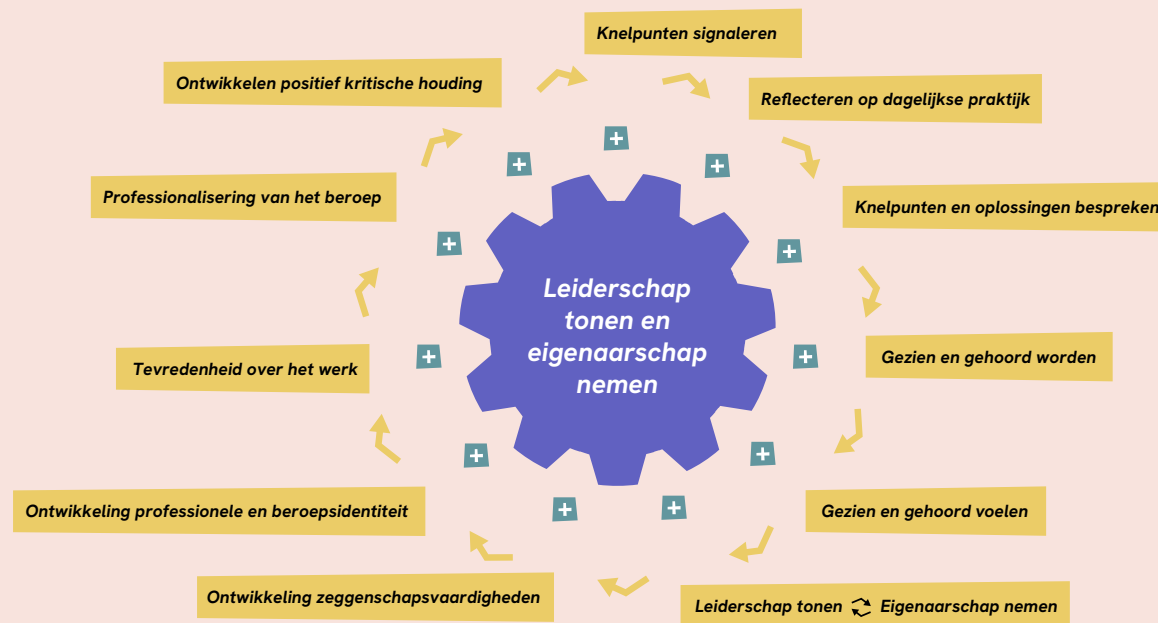 Knelpunten signaleren
Reflecteren op dagelijkse praktijk
Knelpunten en oplossingen bespreken
Gezien en gehoord worden
Gezien en gehoord voelen
Leiderschap tonen Eigenaarschap nemen
Ontwikkeling zeggenschapsvaardigheden
Ontwikkeling professionele en beroepsidentiteit
Tevredenheid over het werk
Professionalisering van het beroep
Ontwikkelen positief kritische houding
Leiderschap
tonen en
eigenaarschap
nemen